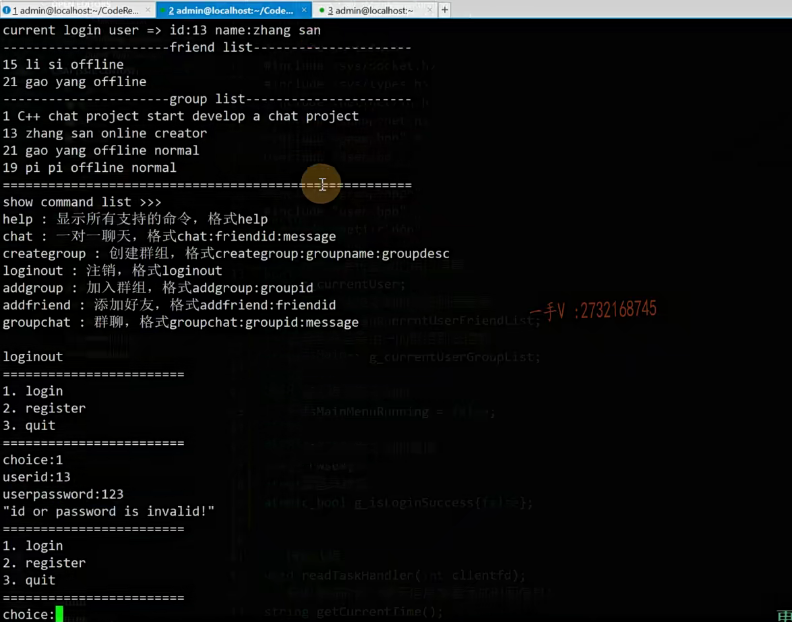 1 admin@localhost:~/CodeRe... × 2 admin@localhost:~/Code... × 3 admin@localhost:~ × +
current login user => id:13 name:zhang san
----------------------friend list---------------------
15 li si offline
21 gao yang offline
----------------------group list----------------------
1 C++ chat project start develop a chat project
13 zhang san online creator
21 gao yang offline normal
19 pi pi offline normal
======================================================
show command list >>>
help : 显示所有支持的命令，格式help
chat : 一对一聊天，格式chat:friendid:message
creategroup : 创建群组，格式creategroup:groupname:groupdesc
loginout : 注销，格式loginout
addgroup : 加入群组，格式addgroup:groupid
addfriend : 添加好友，格式addfriend:friendid
groupchat : 群聊，格式groupchat:groupid:message
一手V :2732168745
loginout
========================
1. login
2. register
3. quit
========================
choice:1
userid:13
userpassword:123
"id or password is invalid!"
========================
1. login
2. register
3. quit
========================
choice:
g_currentUserGroupList;
g_isLoginSuccess{false};
readTaskHandler(int clientfd);
string getCurrentTime();